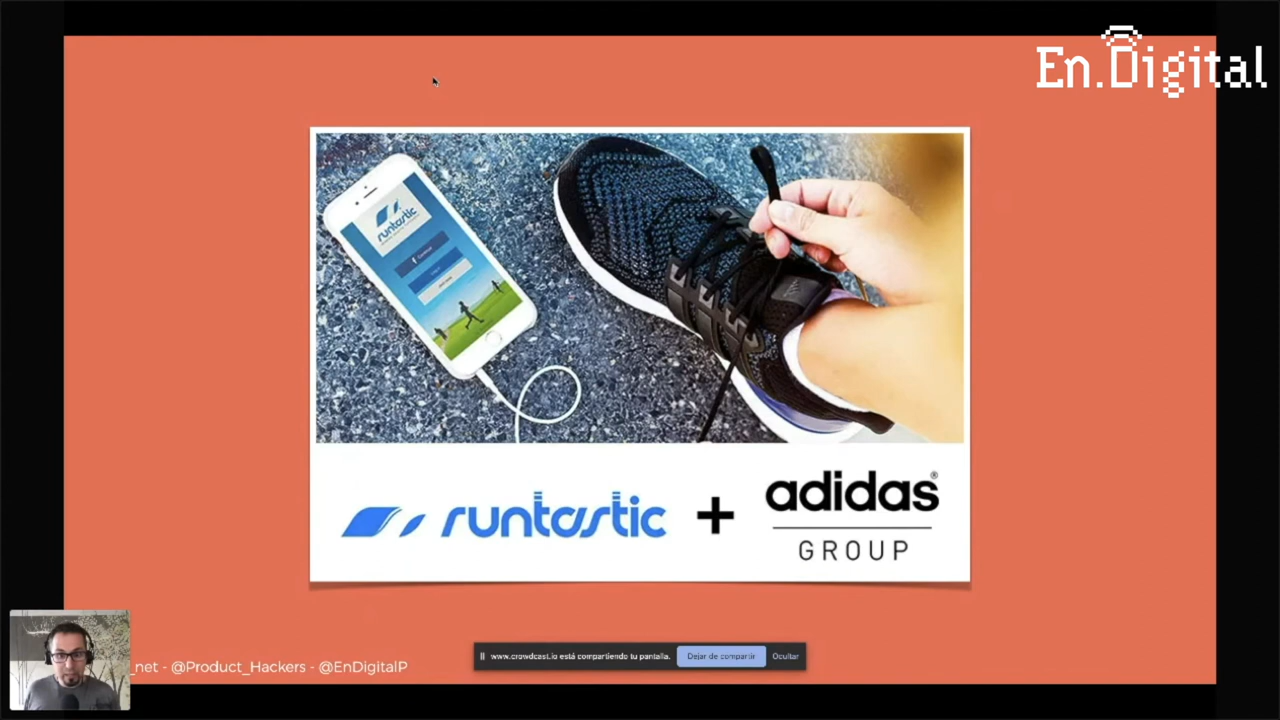 En.Digital
runtastic
runtastic
+
adidas®
GROUP
_net - @Product_Hackers - @EnDigitalP
www.crowdcast.io está compartiendo tu pantalla.
Dejar de compartir
Ocultar